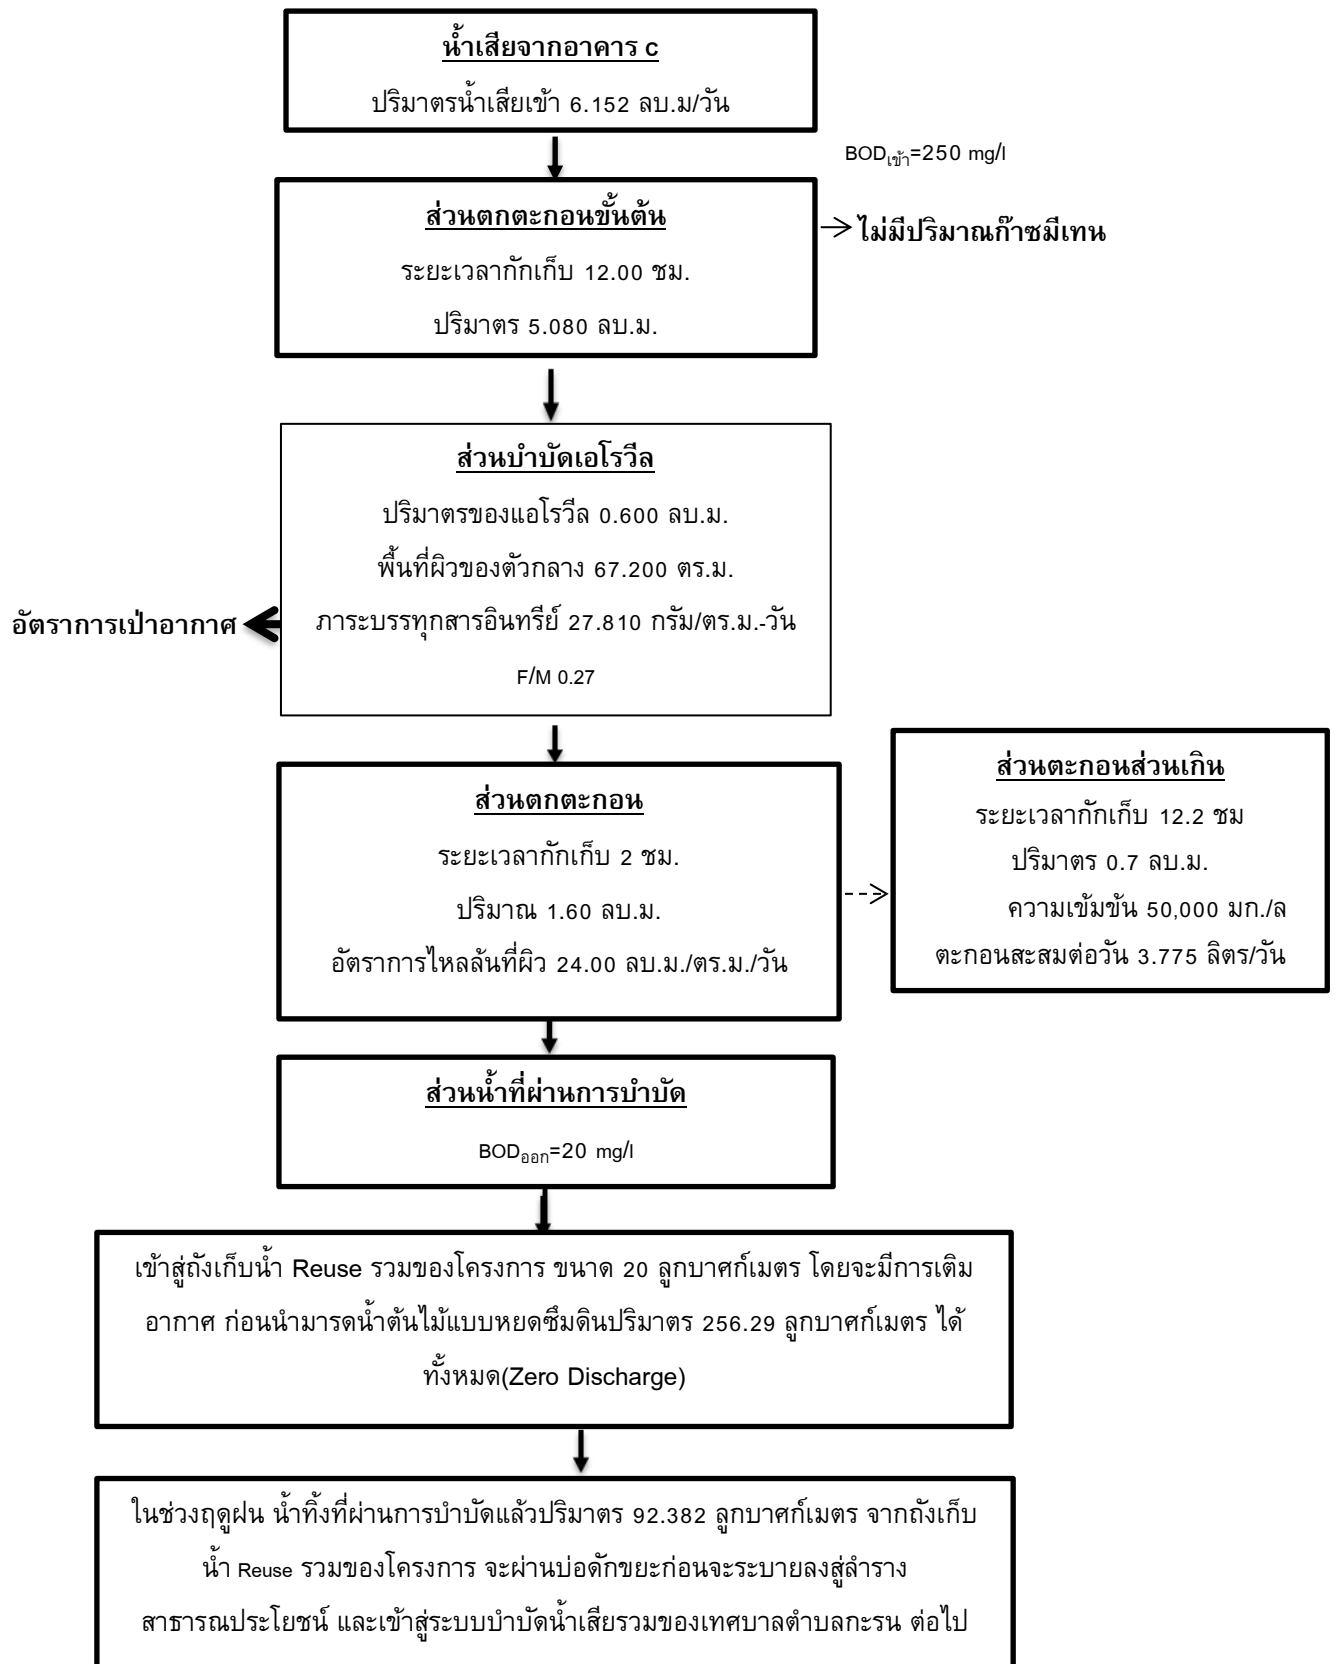 น้ำเสียจากอาคาร c
ปริมาตรน้ำเสียเข้า 6.152 ลบ.ม/วัน
BODเข้า=250 mg/l
ส่วนตกตะกอนขั้นต้น
ระยะเวลากักเก็บ 12.00 ชม.
ปริมาตร 5.080 ลบ.ม.
ไม่มีปริมาณก๊าซมีเทน
ส่วนบำบัดเอโรวีล
ปริมาตรของแอโรวีล 0.600 ลบ.ม.
พื้นที่ผิวของตัวกลาง 67.200 ตร.ม.
ภาระบรรทุกสารอินทรีย์ 27.810 กรัม/ตร.ม.-วัน
F/M 0.27
อัตราการเป่าอากาศ
ส่วนตกตะกอน
ระยะเวลากักเก็บ 2 ชม.
ปริมาณ 1.60 ลบ.ม.
อัตราการไหลล้นที่ผิว 24.00 ลบ.ม./ตร.ม./วัน
ส่วนตะกอนส่วนเกิน
ระยะเวลากักเก็บ 12.2 ชม
ปริมาตร 0.7 ลบ.ม.
ความเข้มข้น 50,000 มก./ล
ตะกอนสะสมต่อวัน 3.775 ลิตร/วัน
ส่วนน้ำที่ผ่านการบำบัด
BODออก=20 mg/l
เข้าสู่ถังเก็บน้ำ Reuse รวมของโครงการ ขนาด 20 ลูกบาศก์เมตร โดยจะมีการเติม
อากาศ ก่อนนำมารดน้ำต้นไม้แบบหยดซึมดินปริมาตร 256.29 ลูกบาศก์เมตร ได้
ทั้งหมด(Zero Discharge)
ในช่วงฤดูฝน น้ำทิ้งที่ผ่านการบำบัดแล้วปริมาตร 92.382 ลูกบาศก์เมตร จากถังเก็บ
น้ำ Reuse รวมของโครงการ จะผ่านบ่อดักขยะก่อนจะระบายลงสู่ลำราง
สาธารณประโยชน์ และเข้าสู่ระบบบำบัดน้ำเสียรวมของเทศบาลตำบลกะรน ต่อไป